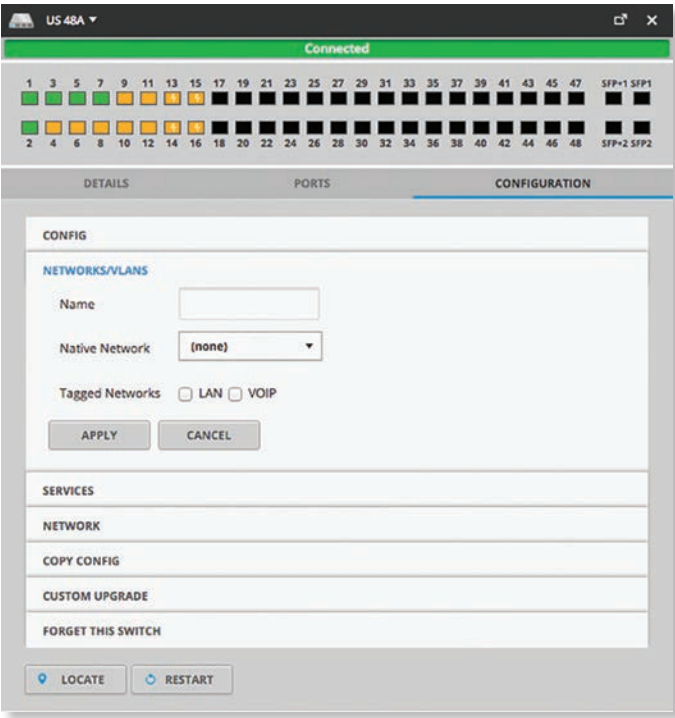 US 48A
Connected
1 3 5 7 9 11 13 15 17 19 21 23 25 27 29 31 33 35 37 39 41 43 45 47 SFP+1 SFP1
2 4 6 8 10 12 14 16 18 20 22 24 26 28 30 32 34 36 38 40 42 44 46 48 SFP+2 SFP2
DETAILS PORTS CONFIGURATION
CONFIG
NETWORKS/VLANS
Name
Native Network (none)
Tagged Networks LAN VOIP
APPLY CANCEL
SERVICES
NETWORK
COPY CONFIG
CUSTOM UPGRADE
FORGET THIS SWITCH
LOCATE RESTART